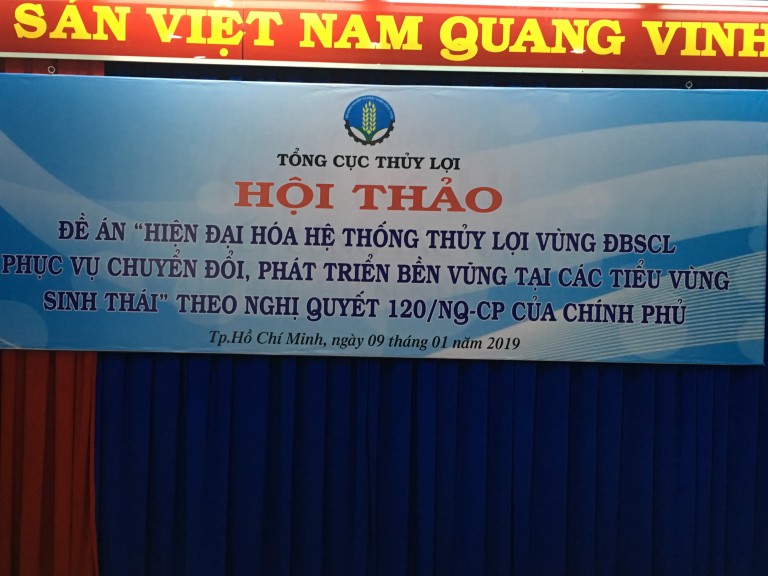 SẢN VIỆT NAM QUANG VINH
TỔNG CỤC THỦY LỢI
HỘI THẢO
ĐỀ ÁN “HIỆN ĐẠI HÓA HỆ THỐNG THỦY LỢI VÙNG ĐBSCL
PHỤC VỤ CHUYỂN ĐỔI, PHÁT TRIỂN BỀN VŨNG TẠI CÁC TIỂU VÙNG
SINH THÁI” THEO NGHỊ QUYẾT 120/NQ-CP CỦA CHÍNH PHỦ
Tp.Hồ Chí Minh, ngày 09 tháng 01 năm 2019